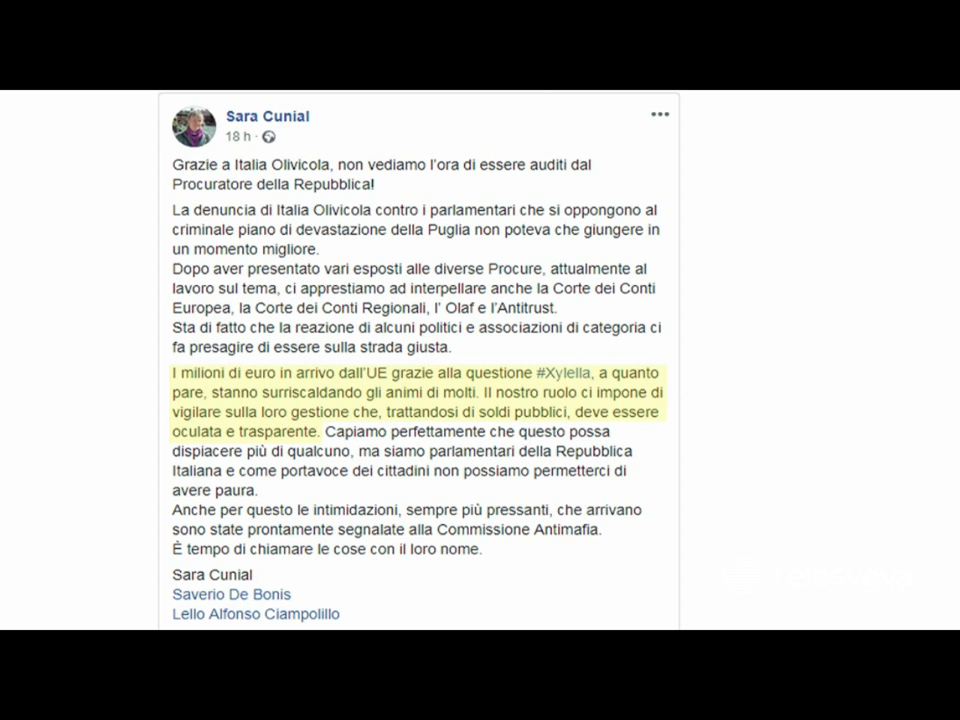 Sara Cunial
18 h ·
Grazie a Italia Olivicola, non vediamo l'ora di essere auditi dal
Procuratore della Repubblica!
La denuncia di Italia Olivicola contro i parlamentari che si oppongono al
criminale piano di devastazione della Puglia non poteva che giungere in
un momento migliore.
Dopo aver presentato vari esposti alle diverse Procure, attualmente al
lavoro sul tema, ci apprestiamo ad interpellare anche la Corte dei Conti
Europea, la Corte dei Conti Regionali, l' Olaf e l'Antitrust.
Sta di fatto che la reazione di alcuni politici e associazioni di categoria ci
fa presagire di essere sulla strada giusta.
I milioni di euro in arrivo dall'UE grazie alla questione #Xylella, a quanto
pare, stanno surriscaldando gli animi di molti. Il nostro ruolo ci impone di
vigilare sulla loro gestione che, trattandosi di soldi pubblici, deve essere
oculata e trasparente. Capiamo perfettamente che questo possa
dispiacere più di qualcuno, ma siamo parlamentari della Repubblica
Italiana e come portavoce dei cittadini non possiamo permetterci di
avere paura.
Anche per questo le intimidazioni, sempre più pressanti, che arrivano
sono state prontamente segnalate alla Commissione Antimafia.
È tempo di chiamare le cose con il loro nome.
Sara Cunial
Saverio De Bonis
Lello Alfonso Ciampolillo